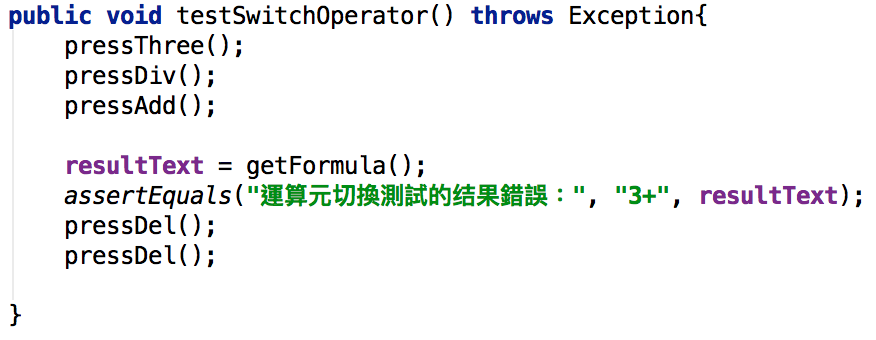 public void testSwitchOperator() throws Exception{
    pressThree();
    pressDiv();
    pressAdd();
    resultText = getFormula();
    assertEquals("運算元切換測試的结果錯誤：", "3+", resultText);
    pressDel();
    pressDel();
}